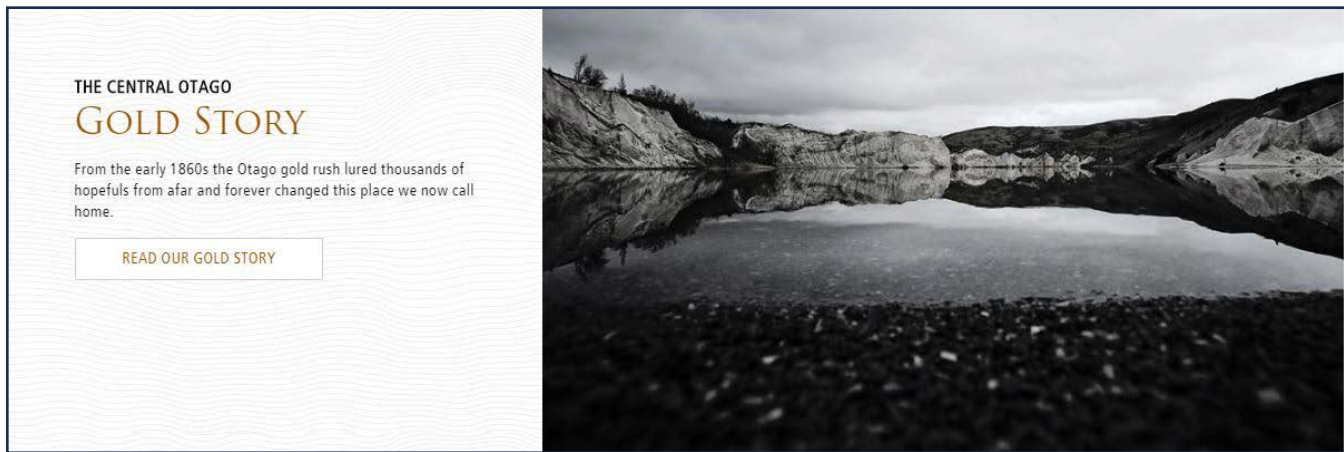 THE CENTRAL OTAGO
GOLD STORY
From the early 1860s the Otago gold rush lured thousands of
hopefuls from afar and forever changed this place we now call
home.
READ OUR GOLD STORY